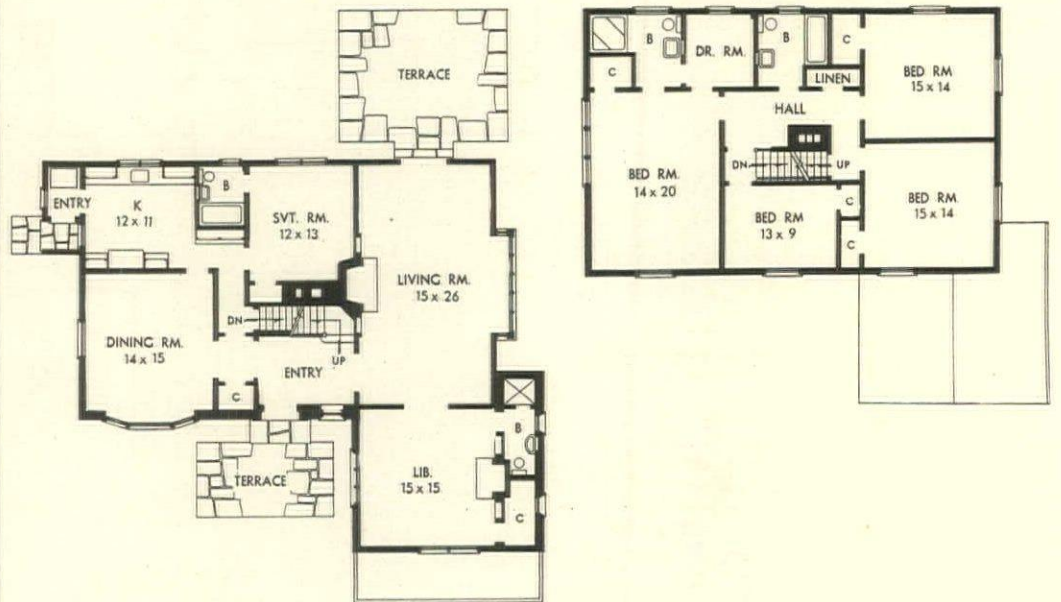 TERRACE
ENTRY
K
12 x 11
B
SVT. RM.
12 x 13
LIVING RM.
15 x 26
DINING RM.
14 x 15
DN
UP
ENTRY
C
TERRACE
LIB.
15 x 15
B
C
B
DR. RM.
B
C
C
LINEN
BED RM
15 x 14
HALL
BED RM.
14 x 20
DN
UP
BED RM
13 x 9
C
C
BED RM.
15 x 14